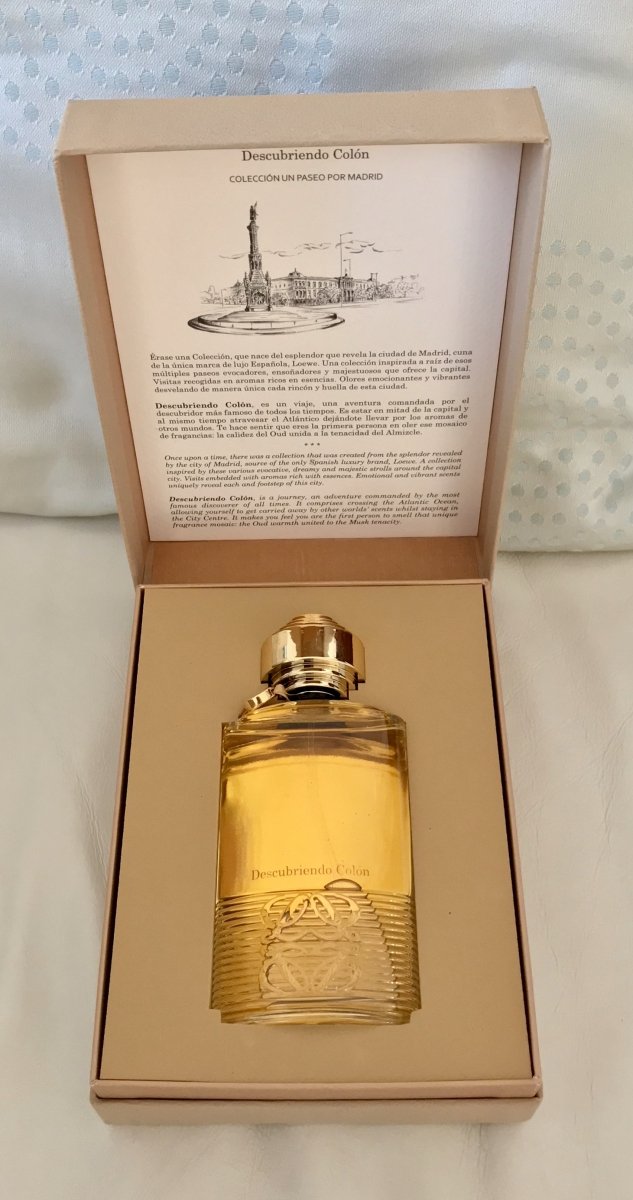 Descubriendo Colón
COLECCIÓN UN PASEO POR MADRID
Érase una Colección, que nace del esplendor que revela la ciudad de Madrid, cuna
de la única marca de lujo Española, Loewe. Una colección inspirada a raíz de esos
múltiples paseos evocadores, ensoñadores y majestuosos que ofrece la capital.
Visitas recogidas en aromas ricos en esencias. Olores emocionantes y vibrantes
desvelando de manera única cada rincón y huella de esta ciudad.
Descubriendo Colón, es un viaje, una aventura comandada por el
descubridor más famoso de todos los tiempos. Es estar en mitad de la capital y
al mismo tiempo atravesar el Atlántico dejándote llevar por los aromas de
otros mundos. Te hace sentir que eres la primera persona en oler ese mosaico
de fragancias: la calidez del Oud unida a la tenacidad del Almizcle.
***
Once upon a time, there was a collection that was created from the splendor revealed
by the city of Madrid, source of the only Spanish luxury brand, Loewe. A collection
inspired by these various evocative, dreamy and majestic strolls around the capital
city. Visits embedded with aromas rich with essences. Emotional and vibrant scents
uniquely reveal each and footstep of this city.
Descubriendo Colón, is a journey, an adventure commanded by the most
famous discoverer of all times. It comprises crossing the Atlantic Ocean,
allowing yourself to get carried away by other worlds' scents whilst staying in
the City Centre. It makes you feel you are the first person to smell that unique
fragrance mosaic: the Oud warmth united to the Musk tenacity.
Descubriendo Colón